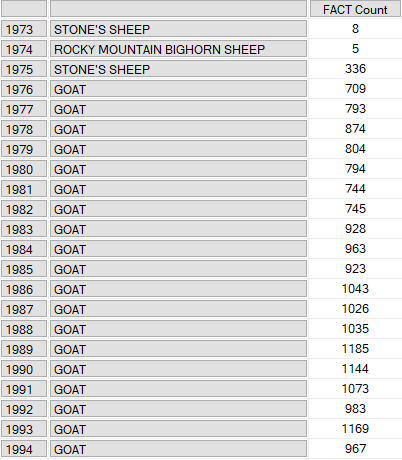 FACT Count
1973 STONE'S SHEEP 8
1974 ROCKY MOUNTAIN BIGHORN SHEEP 5
1975 STONE'S SHEEP 336
1976 GOAT 709
1977 GOAT 793
1978 GOAT 874
1979 GOAT 804
1980 GOAT 794
1981 GOAT 744
1982 GOAT 745
1983 GOAT 928
1984 GOAT 963
1985 GOAT 923
1986 GOAT 1043
1987 GOAT 1026
1988 GOAT 1035
1989 GOAT 1185
1990 GOAT 1144
1991 GOAT 1073
1992 GOAT 983
1993 GOAT 1169
1994 GOAT 967